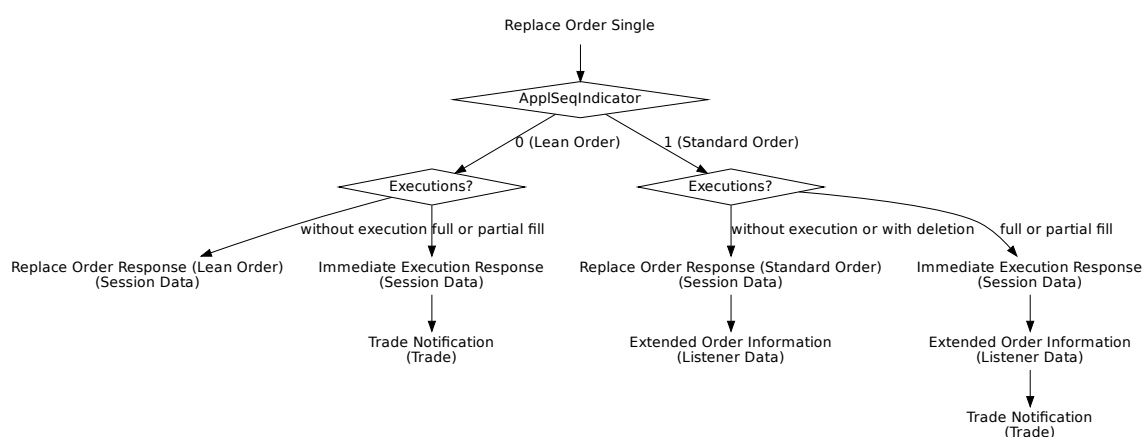 Replace Order Single
ApplSeqIndicator
0 (Lean Order)
1 (Standard Order)
Executions?
Executions?
without execution
full or partial fill
without execution or with deletion
full or partial fill
Replace Order Response (Lean Order)
(Session Data)
Immediate Execution Response
(Session Data)
Replace Order Response (Standard Order)
(Session Data)
Immediate Execution Response
(Session Data)
Trade Notification
(Trade)
Extended Order Information
(Listener Data)
Extended Order Information
(Listener Data)
Trade Notification
(Trade)